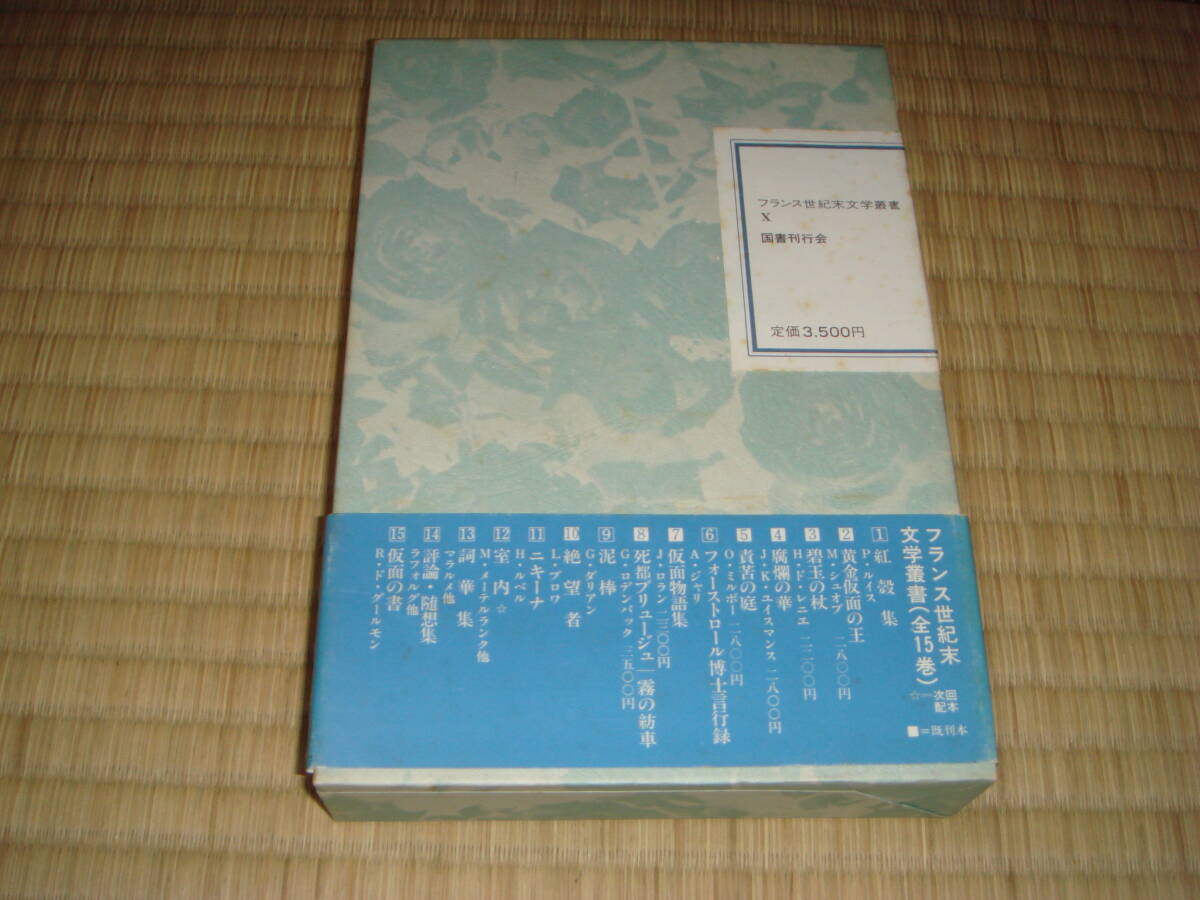 フランス世紀末文学叢書
X
国書刊行会
定価3.500円
フランス世紀末
文学叢書(全15巻)
☆―次回配本
■=既刊本
1 紅殻集
P・ルイス
2 黄金仮面の王
M・シュオブ 二八〇〇円
3 碧玉の杖
H・ド・レニエ 二二〇〇円
4 腐爛の華
J・K・ユイスマンス 二八〇〇円
5 責苦の庭
O・ミルボー 二八〇〇円
6 フォーストロール博士言行録
A・ジャリ
7 仮面物語集
J・ロラン 二三〇〇円
8 死都ブリュージュ|霧の紡車
G・ロデンバック 三五〇〇円
9 泥棒
G・ダリアン
10 絶望者
L・ブロワ
11 ニキーナ
H・ルベル
12 室内 ☆
M・メーテルランク他
13 詞華集
マラルメ他
14 評論・随想集
ラフォルグ他
15 仮面の書
R・ド・グールモン